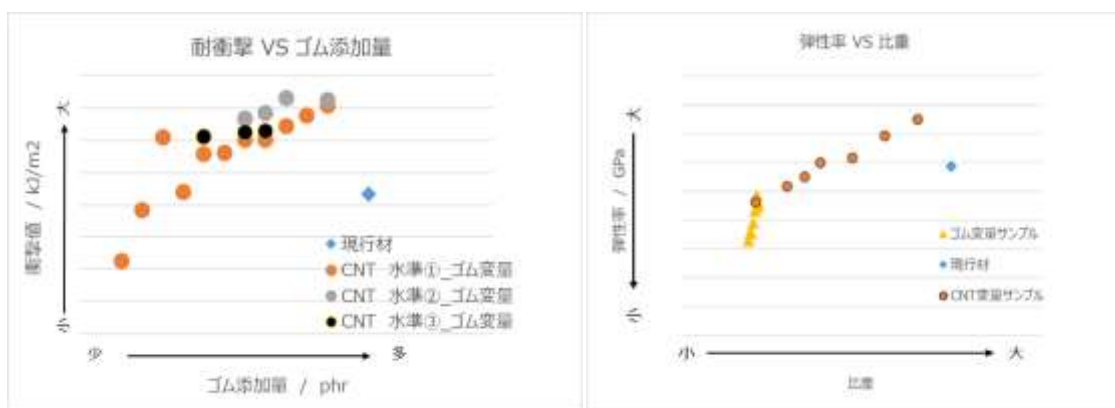 耐衝撃 VS ゴム添加量
大
衝撃値 / kJ/m2
小
現行材
CNT 水準①_ゴム変量
CNT 水準②_ゴム変量
CNT 水準③_ゴム変量
少
多
ゴム添加量 / phr
弾性率 VS 比重
大
弾性率 / GPa
小
ゴム変量サンプル
現行材
CNT変量サンプル
小
大
比重